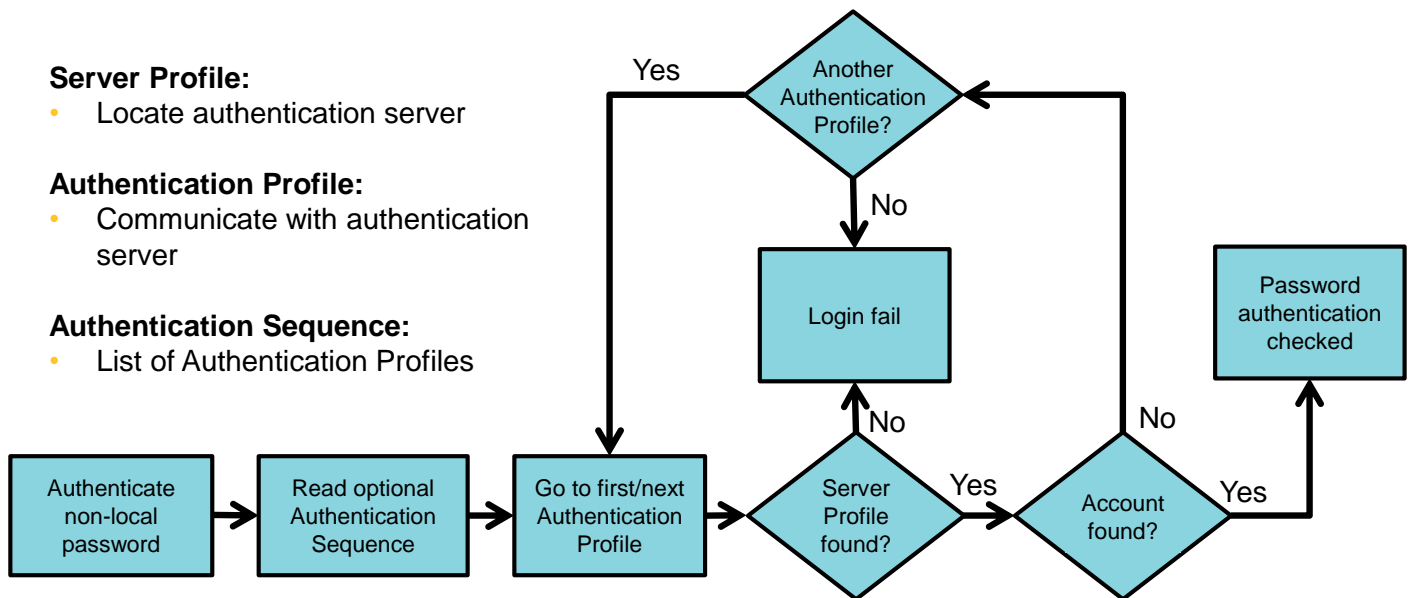 Server Profile:
• Locate authentication server
Authentication Profile:
• Communicate with authentication
server
Authentication Sequence:
• List of Authentication Profiles
Yes
Another
Authentication
Profile?
No
Login fail
Password
authentication
checked
No
No
Authenticate
non-local
password
Read optional
Authentication
Sequence
Go to first/next
Authentication
Profile
Server
Profile
found?
Yes
Account
found?
Yes